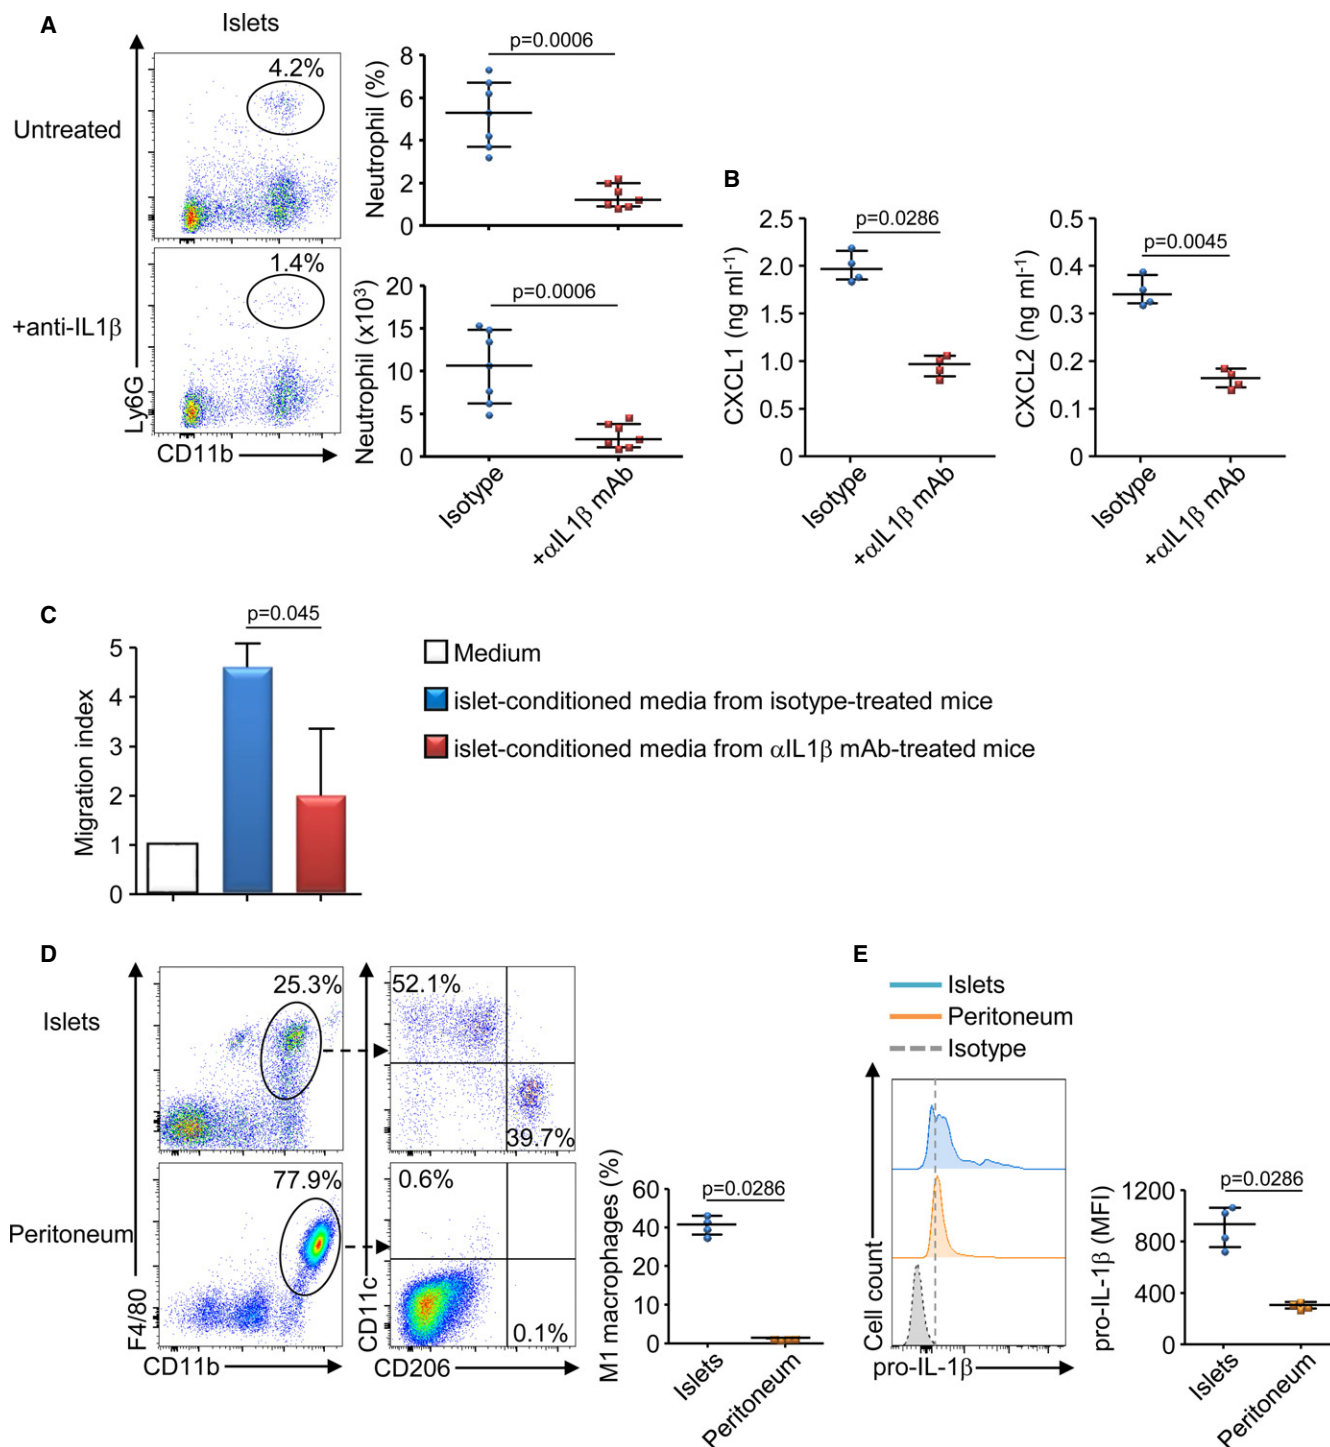 A
Islets
Untreated
4.2%
+anti-IL1β
1.4%
Ly6G
CD11b
Neutrophil (%)
8
6
4
2
0
p=0.0006
Neutrophil (x10³)
20
15
10
5
0
p=0.0006
Isotype
+αIL1β mAb
B
CXCL1 (ng ml⁻¹)
2.5
2.0
1.5
1.0
0.5
0
p=0.0286
Isotype
+αIL1β mAb
CXCL2 (ng ml⁻¹)
0.5
0.4
0.3
0.2
0.1
0
p=0.0045
Isotype
+αIL1β mAb
C
Migration index
5
4
3
2
1
0
p=0.045
Medium
islet-conditioned media from isotype-treated mice
islet-conditioned media from αIL1β mAb-treated mice
D
Islets
25.3%
52.1%
39.7%
Peritoneum
77.9%
0.6%
0.1%
F4/80
CD11b
CD11c
CD206
M1 macrophages (%)
60
40
20
10
0
p=0.0286
Islets
Peritoneum
E
Islets
Peritoneum
Isotype
Cell count
pro-IL-1β
pro-IL-1β (MFI)
1200
800
400
0
p=0.0286
Islets
Peritoneum